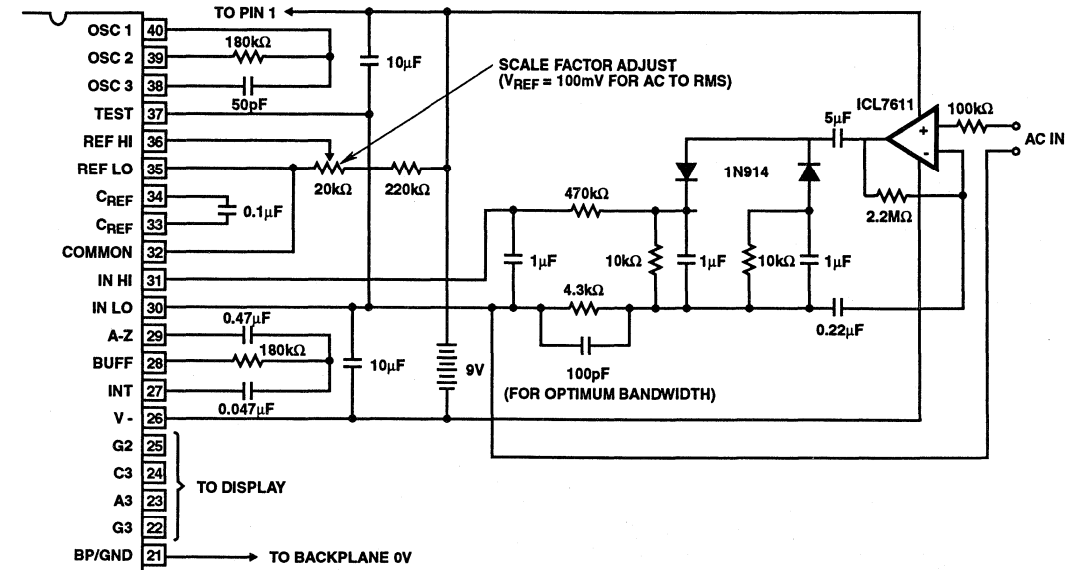 TO PIN 1
OSC 1 40
180kΩ
OSC 2 39
OSC 3 38
50pF
TEST 37
REF HI 36
REF LO 35
20kΩ
220kΩ
CREF 34
0.1µF
CREF 33
COMMON 32
IN HI 31
IN LO 30
0.47µF
A-Z 29
180kΩ
BUFF 28
INT 27
0.047µF
V - 26
G2 25
C3 24
A3 23
G3 22
TO DISPLAY
BP/GND 21
TO BACKPLANE 0V
10µF
SCALE FACTOR ADJUST
(VREF = 100mV FOR AC TO RMS)
10µF
9V
5µF
ICL7611
+
-
100kΩ
AC IN
1N914
2.2MΩ
470kΩ
1µF
10kΩ
1µF
10kΩ
1µF
4.3kΩ
100pF
(FOR OPTIMUM BANDWIDTH)
0.22µF